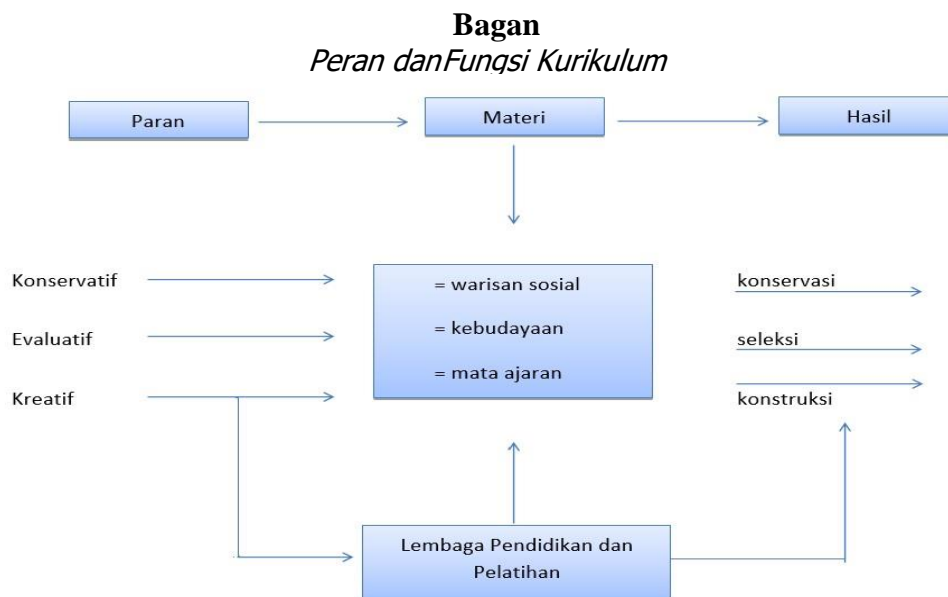 Bagan
Peran danFungsi Kurikulum
Paran
Materi
Hasil
Konservatif
= warisan sosial
konservasi
Evaluatif
= kebudayaan
seleksi
Kreatif
= mata ajaran
konstruksi
Lembaga Pendidikan dan
Pelatihan